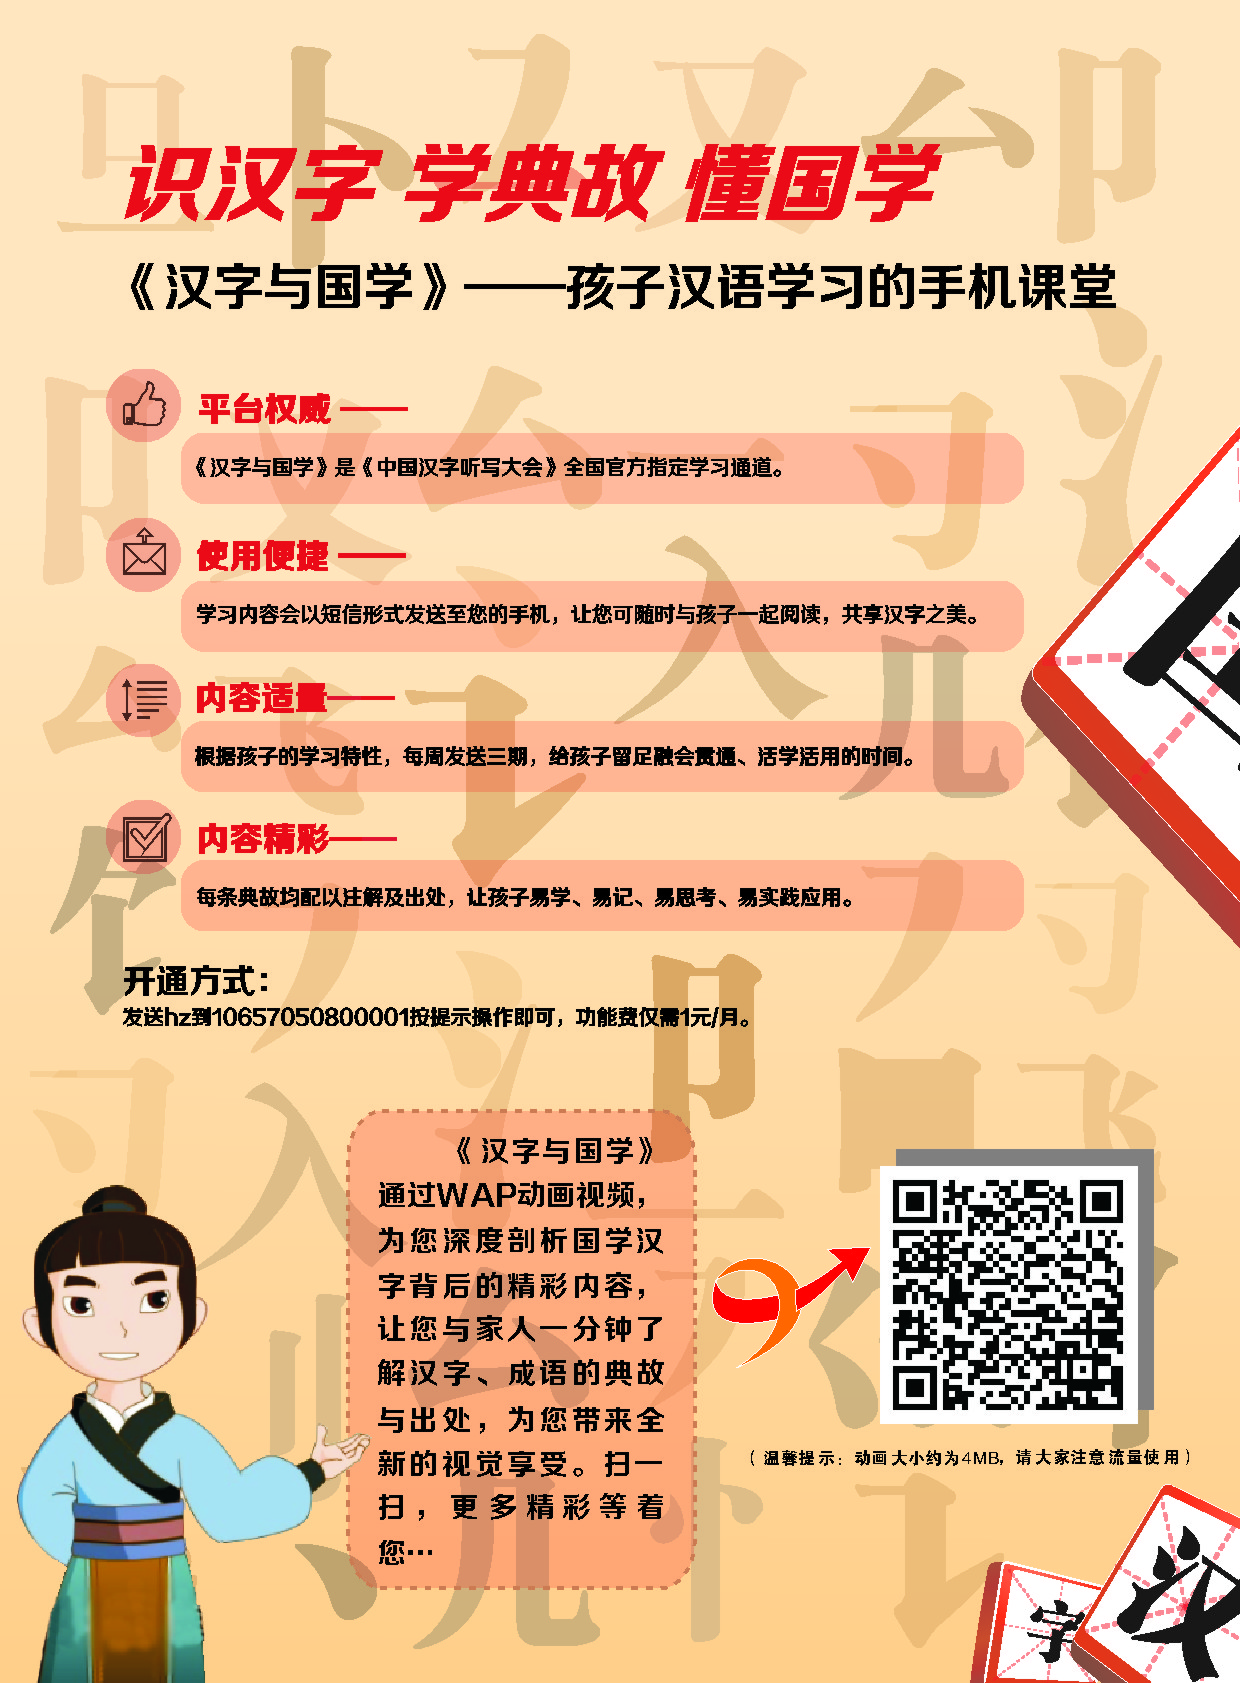 识汉字 学典故 懂国学
《汉字与国学》——孩子汉语学习的手机课堂
平台权威——
《汉字与国学》是《中国汉字听写大会》全国官方指定学习通道。
使用便捷——
学习内容会以短信形式发送至您的手机，让您可随时与孩子一起阅读，共享汉字之美。
内容适量——
根据孩子的学习特性，每周发送三期，给孩子留足融会贯通、活学活用的时间。
内容精彩——
每条典故均配以注解及出处，让孩子易学、易记、易思考、易实践应用。
开通方式：
发送hz到10657050800001按提示操作即可，功能费仅需1元/月。
《汉字与国学》
通过WAP动画视频，
为您深度剖析国学汉
字背后的精彩内容，
让您与家人一分钟了
解汉字、成语的典故
与出处，为您带来全
新的视觉享受。扫一
扫，更多精彩等着
您…
（温馨提示：动画大小约为4MB，请大家注意流量使用）
字
汉